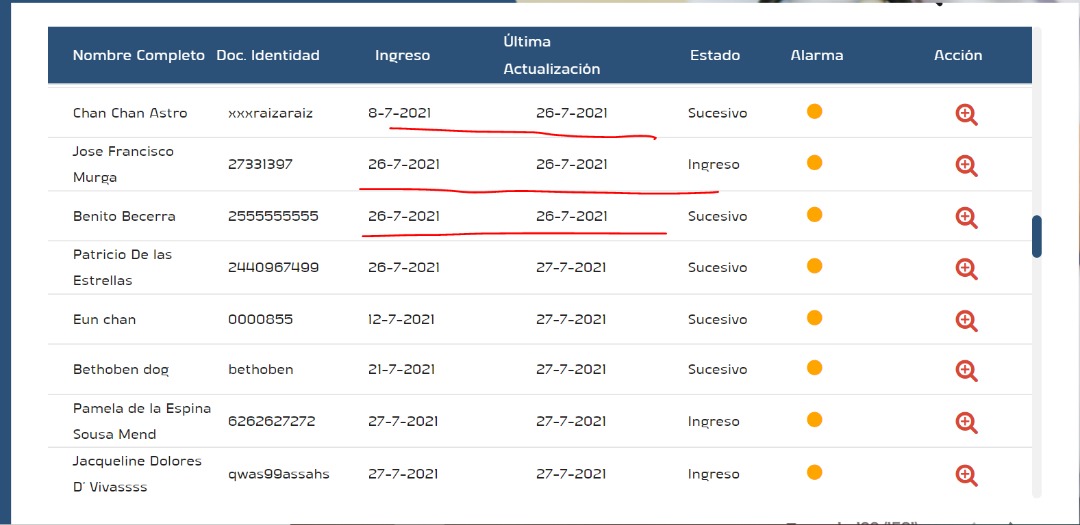 Nombre Completo Doc. Identidad Ingreso Última Actualización Estado Alarma Acción
Chan Chan Astro xxxraizaraiz 8-7-2021 26-7-2021 Sucesivo
Jose Francisco Murga 27331397 26-7-2021 26-7-2021 Ingreso
Benito Becerra 2555555555 26-7-2021 26-7-2021 Sucesivo
Patricio De las Estrellas 2440967499 26-7-2021 27-7-2021 Sucesivo
Eun chan 0000855 12-7-2021 27-7-2021 Sucesivo
Bethoben dog bethoben 21-7-2021 27-7-2021 Sucesivo
Pamela de la Espina Sousa Mend 6262627272 27-7-2021 27-7-2021 Ingreso
Jacqueline Dolores D' Vivassss qwas99assahs 27-7-2021 27-7-2021 Ingreso